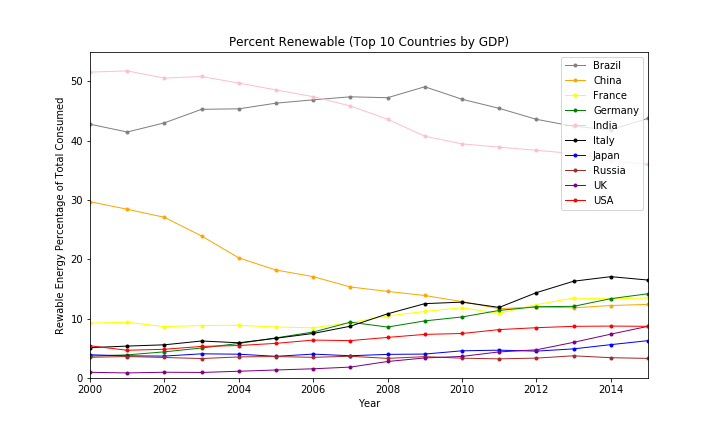 Percent Renewable (Top 10 Countries by GDP)
Rewable Energy Percentage of Total Consumed
50
40
30
20
10
0
Brazil
China
France
Germany
India
Italy
Japan
Russia
UK
USA
2000 2002 2004 2006 2008 2010 2012 2014
Year